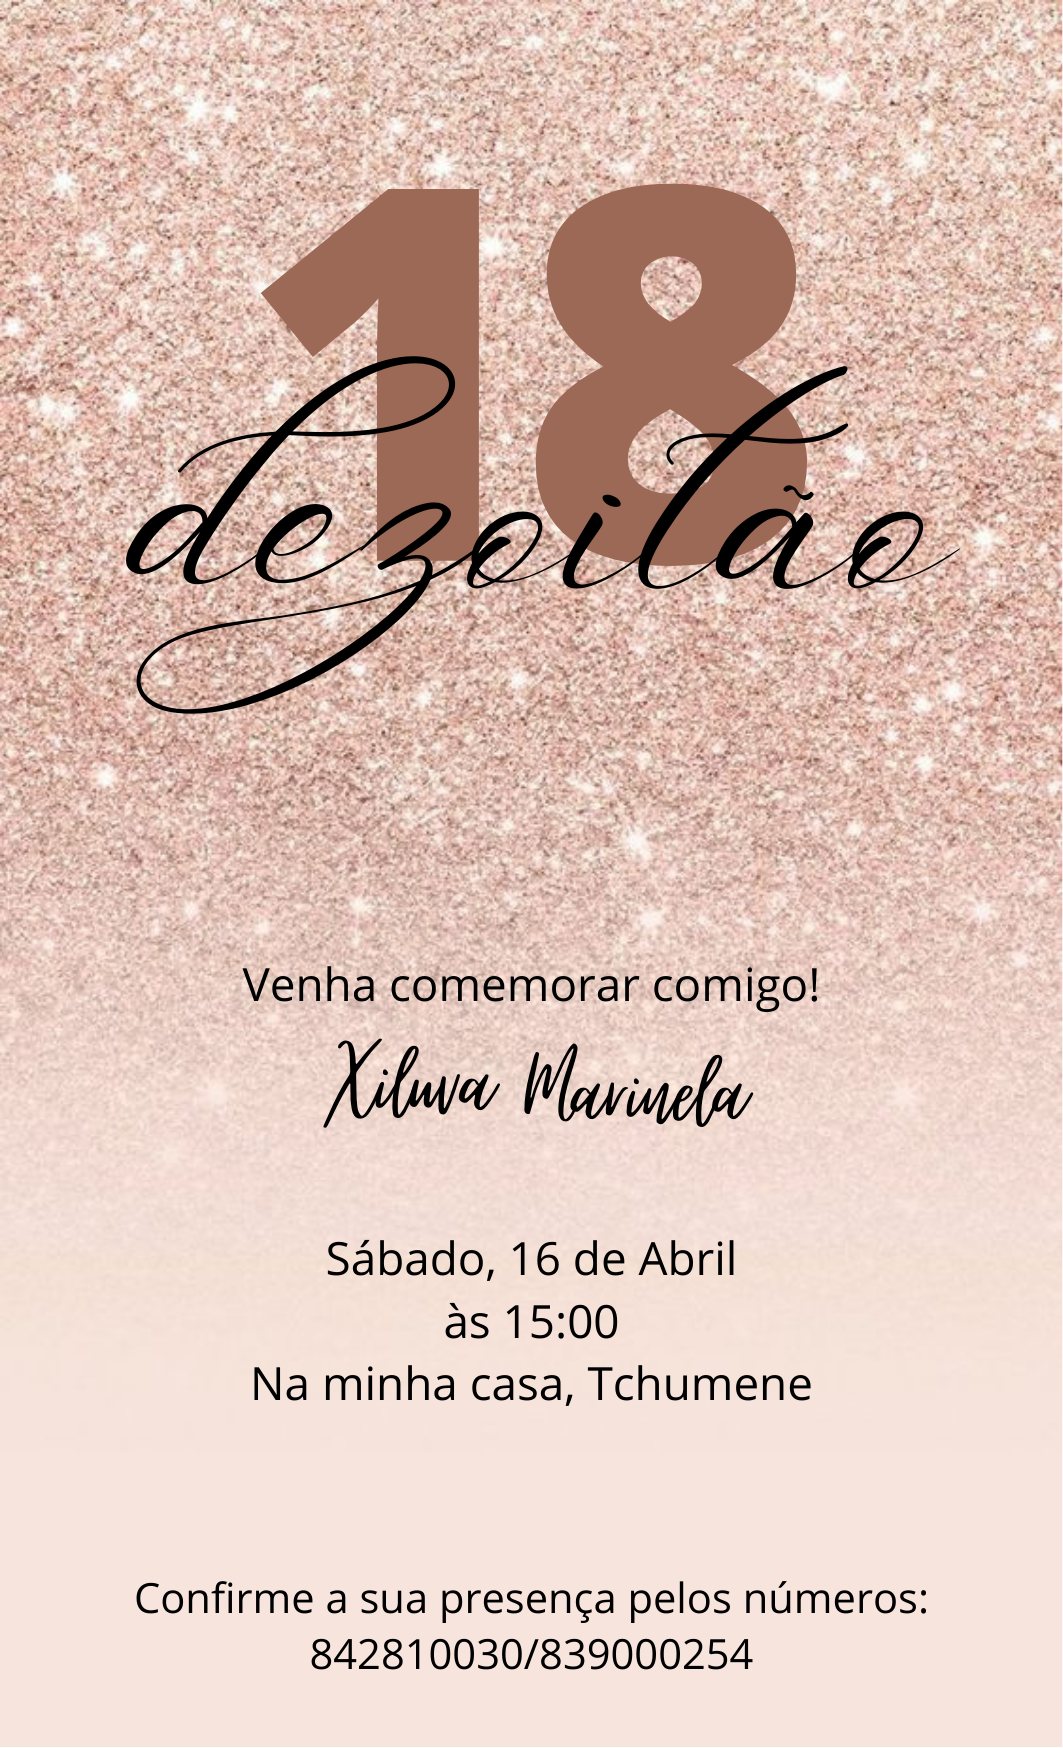 18
dezoitão
Venha comemorar comigo!
Xiluva Marinela
Sábado, 16 de Abril
às 15:00
Na minha casa, Tchumene
Confirme a sua presença pelos números:
842810030/839000254